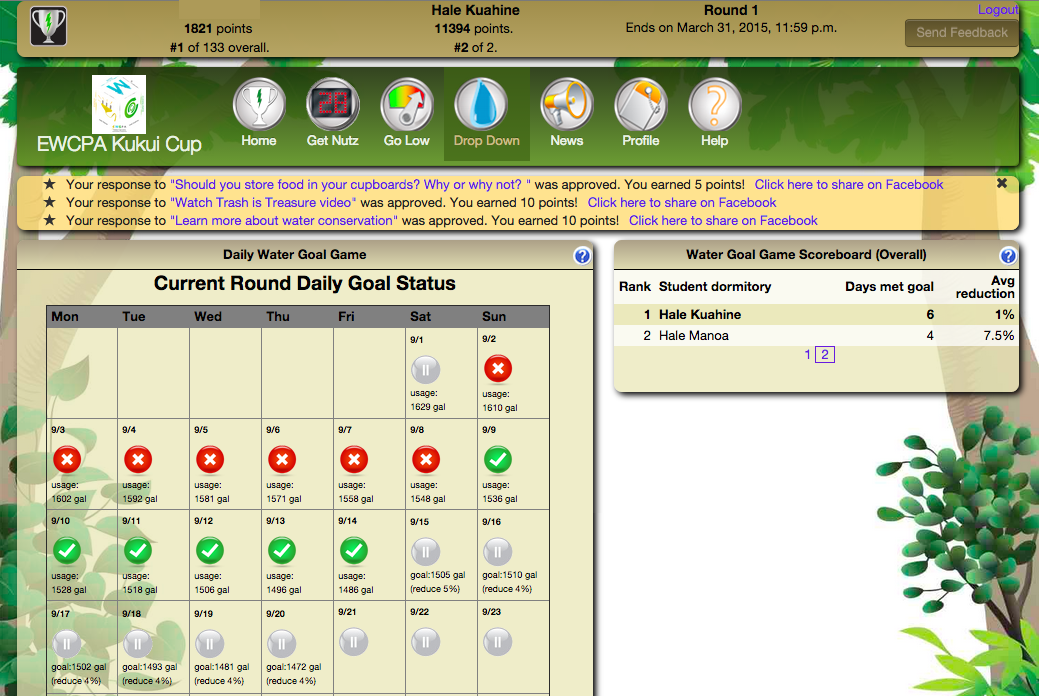 Logout
Hale Kuahine
Round 1
1821 points
11394 points.
Ends on March 31, 2015, 11:59 p.m.
Send Feedback
#1 of 133 overall.
#2 of 2.
28
W
EWCPA Kukui Cup
Home
Get Nutz
Go Low
Drop Down
News
Profile
Help
★ Your response to "Should you store food in your cupboards? Why or why not? " was approved. You earned 5 points! Click here to share on Facebook
★ Your response to "Watch Trash is Treasure video" was approved. You earned 10 points! Click here to share on Facebook
★ Your response to "Learn more about water conservation" was approved. You earned 10 points! Click here to share on Facebook
Daily Water Goal Game
Current Round Daily Goal Status
Mon Tue Wed Thu Fri Sat Sun
9/1 9/2
usage: usage:
1629 gal 1610 gal
9/3 9/4 9/5 9/6 9/7 9/8 9/9
usage: usage: usage: usage: usage: usage: usage:
1602 gal 1592 gal 1581 gal 1571 gal 1558 gal 1548 gal 1536 gal
9/10 9/11 9/12 9/13 9/14 9/15 9/16
usage: usage: usage: usage: usage: goal:1505 gal goal:1510 gal
1528 gal 1518 gal 1506 gal 1496 gal 1486 gal (reduce 5%) (reduce 4%)
9/17 9/18 9/19 9/20 9/21 9/22 9/23
goal:1502 gal goal:1493 gal goal:1481 gal goal:1472 gal
(reduce 4%) (reduce 4%) (reduce 4%) (reduce 4%)
Water Goal Game Scoreboard (Overall)
Rank Student dormitory Days met goal Avg reduction
1 Hale Kuahine 6 1%
2 Hale Manoa 4 7.5%
1 2